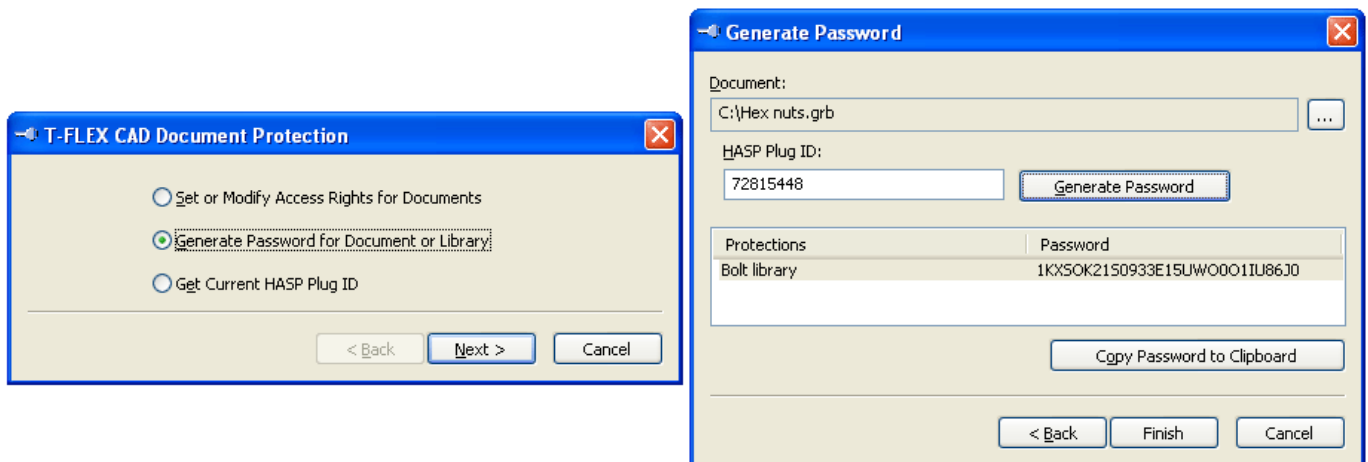 T-FLEX CAD Document Protection
Set or Modify Access Rights for Documents
Generate Password for Document or Library
Get Current HASP Plug ID
< Back Next > Cancel
Generate Password
Document:
C:\Hex nuts.grb ...
HASP Plug ID:
72815448 Generate Password
Protections Password
Bolt library 1KXSOK21S0933E15UWO0O1IU86J0
Copy Password to Clipboard
< Back Finish Cancel